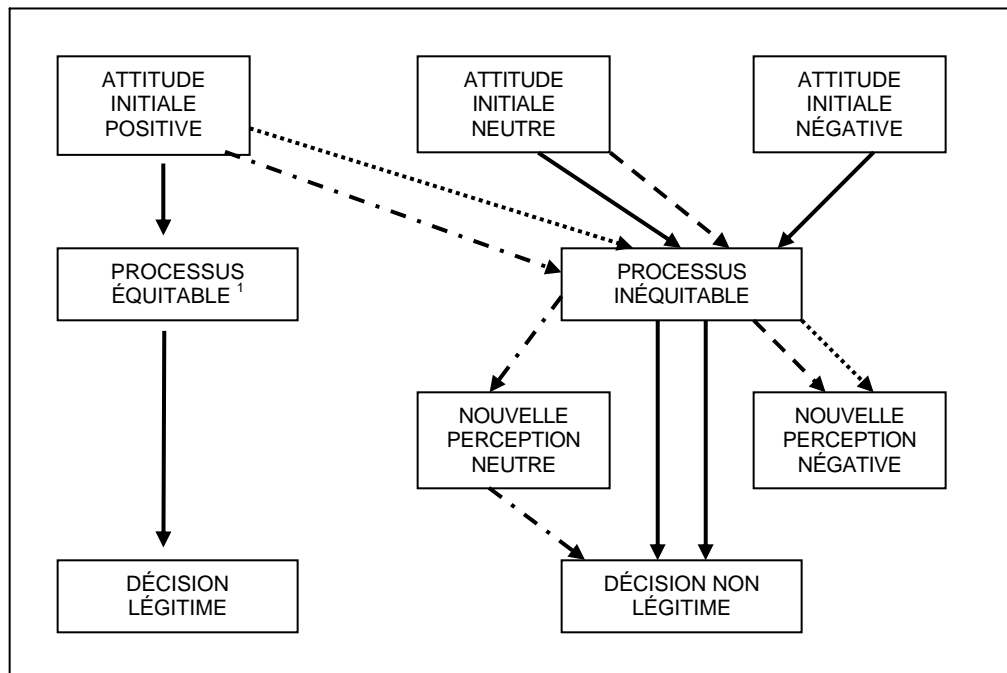 ATTITUDE
INITIALE
POSITIVE
ATTITUDE
INITIALE
NEUTRE
ATTITUDE
INITIALE
NÉGATIVE
PROCESSUS
ÉQUITABLE 1
PROCESSUS
INÉQUITABLE
NOUVELLE
PERCEPTION
NEUTRE
NOUVELLE
PERCEPTION
NÉGATIVE
DÉCISION
LÉGITIME
DÉCISION NON
LÉGITIME